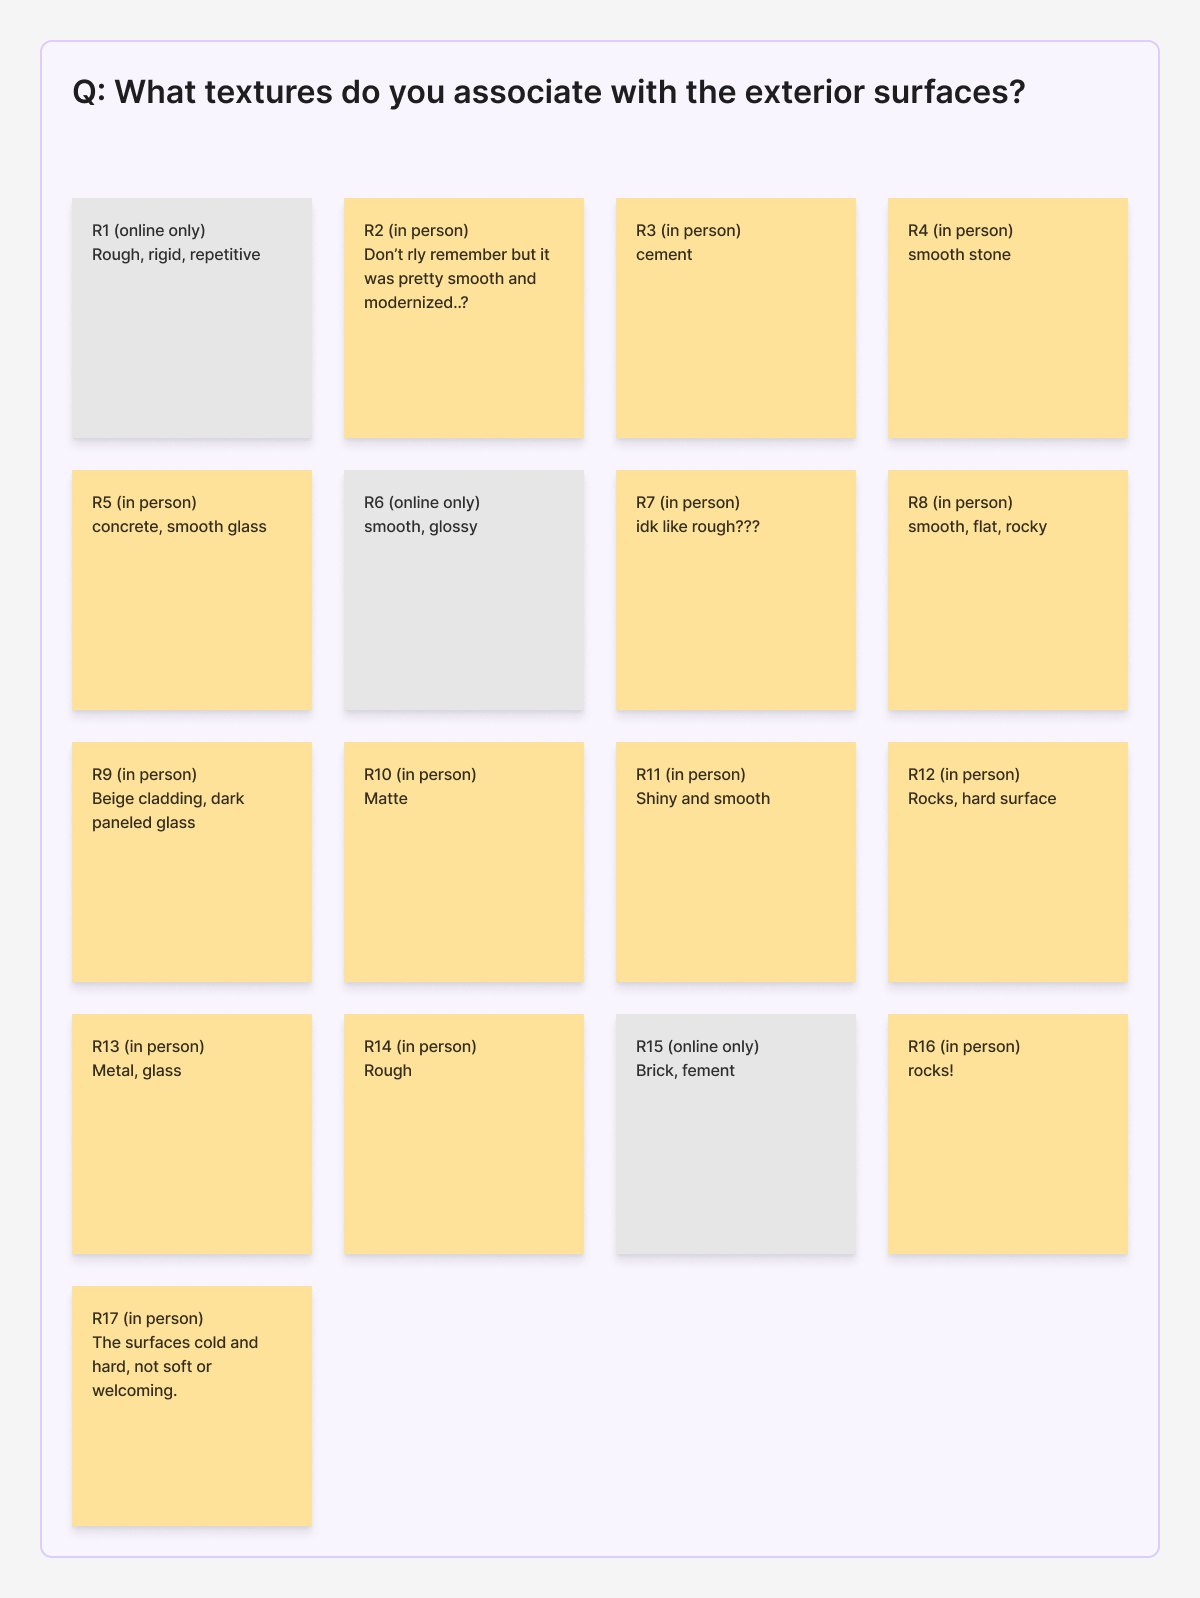 Q: What textures do you associate with the exterior surfaces?
R1 (online only)
Rough, rigid, repetitive
R2 (in person)
Don’t rly remember but it
was pretty smooth and
modernized..?
R3 (in person)
cement
R4 (in person)
smooth stone
R5 (in person)
concrete, smooth glass
R6 (online only)
smooth, glossy
R7 (in person)
idk like rough???
R8 (in person)
smooth, flat, rocky
R9 (in person)
Beige cladding, dark
paneled glass
R10 (in person)
Matte
R11 (in person)
Shiny and smooth
R12 (in person)
Rocks, hard surface
R13 (in person)
Metal, glass
R14 (in person)
Rough
R15 (online only)
Brick, fement
R16 (in person)
rocks!
R17 (in person)
The surfaces cold and
hard, not soft or
welcoming.